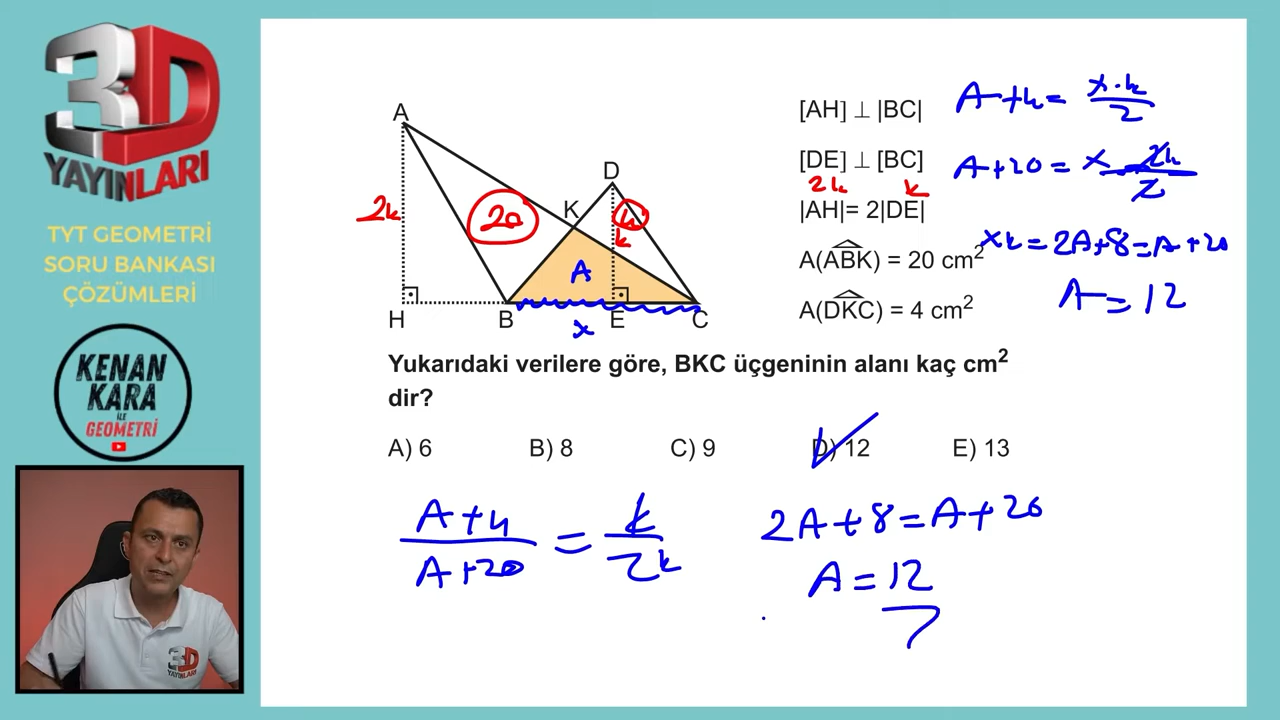 3D
YAYINLARI
TYT GEOMETRİ
SORU BANKASI
ÇÖZÜMLERİ
KENAN
KARA
İLE
GEOMETRİ
3D
YAYINLARI
A
D
K
H
B
E
C
2k
20
4
k
A
x
[AH] ⊥ |BC|
[DE] ⊥ [BC]
2k k
|AH|= 2|DE|
A(ABK) = 20 cm²
A(DKC) = 4 cm²
A+4= x.k/2
A+20= x 2k/2
xk=2A+8=A+20
A=12
Yukarıdaki verilere göre, BKC üçgeninin alanı kaç cm²
dir?
A) 6 B) 8 C) 9 D) 12 E) 13
A+4/A+20 = k/2k
2A+8=A+20
A=12